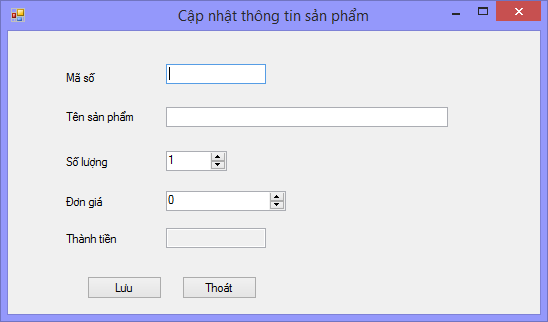 Cập nhật thông tin sản phẩm
Mã số
Tên sản phẩm
Số lượng 1
Đơn giá 0
Thành tiền
Lưu Thoát